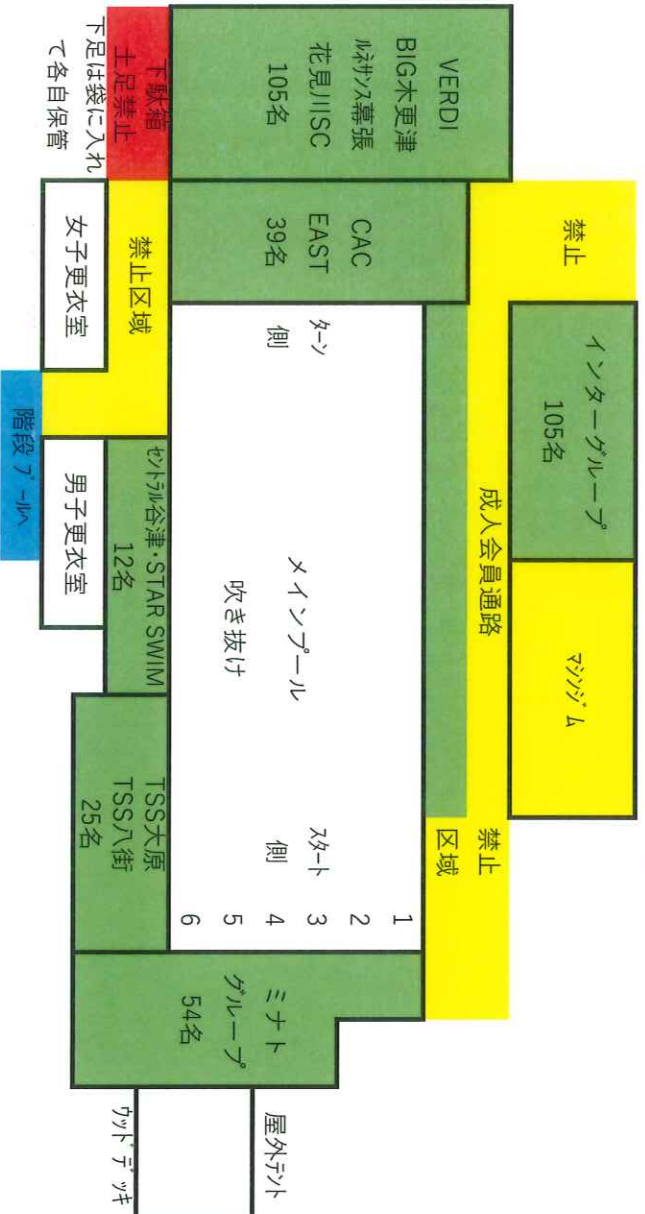 VERDI
BIG木更津
ﾙﾈｻﾝｽ幕張
花見川SC
105名
下駄箱
土足禁止
下足は袋に入れ
て各自保管
禁止
CAC
EAST
39名
禁止区域
女子更衣室
インターグループ
105名
成人会員通路
ﾏｼﾝｼﾞﾑ
ﾀｰﾝ
側
メインプール
吹き抜け
階段ﾌﾟｰﾙへ
ｾﾝﾄﾗﾙ谷津・STAR SWIM
12名
男子更衣室
禁止
区域
ｽﾀｰﾄ
側
1
2
3
4
5
6
TSS大原
TSS八街
25名
ミナト
グループ
54名
屋外ﾃﾝﾄ
ｳｯﾄﾞﾃﾞｯｷ